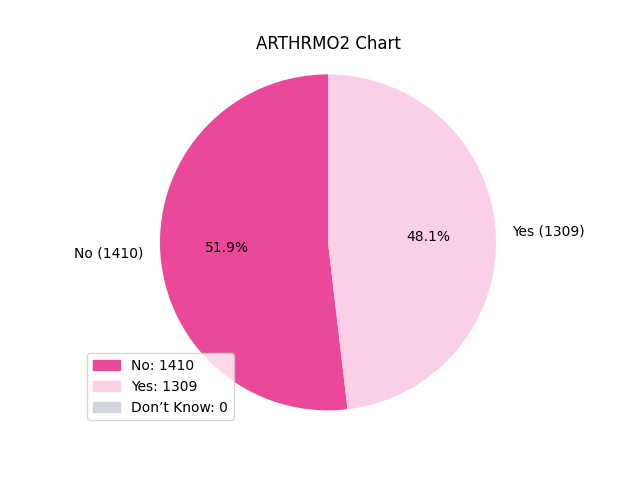 ARTHRMO2 Chart
Yes (1309)
48.1%
51.9%
No (1410)
No: 1410
Yes: 1309
Don’t Know: 0